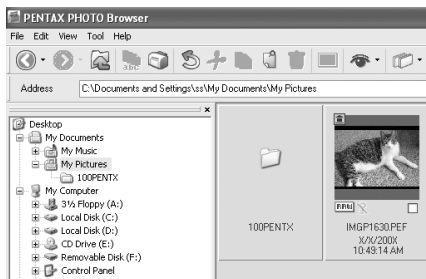 PENTAX PHOTO Browser
File Edit View Tool Help
abc
Address C:\Documents and Settings\ss\My Documents\My Pictures
×
Desktop
My Documents
My Music
My Pictures
100PENTX
My Computer
3½ Floppy (A:)
Local Disk (C:)
Local Disk (D:)
CD Drive (E:)
Removable Disk (F:)
Control Panel
100PENTX
RAW
IMGP1630.PEF
X/X/200X
10:49:14 AM